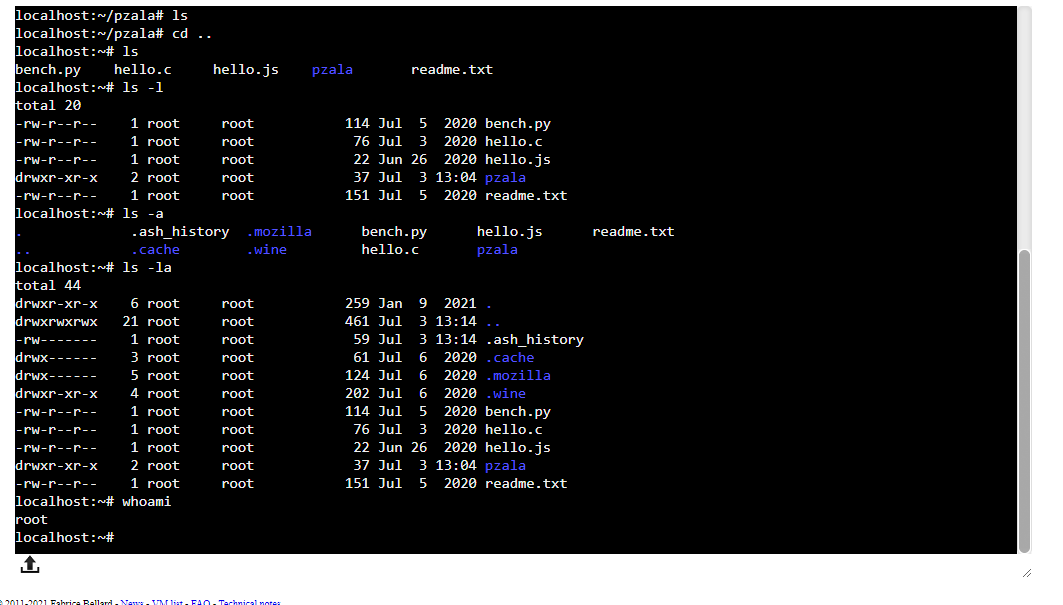 localhost:~/pzala# ls
localhost:~/pzala# cd ..
localhost:~# ls
bench.py    hello.c     hello.js    pzala       readme.txt
localhost:~# ls -l
total 20
-rw-r--r--    1 root     root           114 Jul  5  2020 bench.py
-rw-r--r--    1 root     root            76 Jul  3  2020 hello.c
-rw-r--r--    1 root     root            22 Jun 26  2020 hello.js
drwxr-xr-x    2 root     root            37 Jul  3 13:04 pzala
-rw-r--r--    1 root     root           151 Jul  5  2020 readme.txt
localhost:~# ls -a
.             .ash_history  .mozilla      bench.py      hello.js      readme.txt
..            .cache        .wine         hello.c       pzala
localhost:~# ls -la
total 44
drwxr-xr-x    6 root     root           259 Jan  9  2021 .
drwxrwxrwx   21 root     root           461 Jul  3 13:14 ..
-rw-------    1 root     root            59 Jul  3 13:14 .ash_history
drwx------    3 root     root            61 Jul  6  2020 .cache
drwx------    5 root     root           124 Jul  6  2020 .mozilla
drwxr-xr-x    4 root     root           202 Jul  6  2020 .wine
-rw-r--r--    1 root     root           114 Jul  5  2020 bench.py
-rw-r--r--    1 root     root            76 Jul  3  2020 hello.c
-rw-r--r--    1 root     root            22 Jun 26  2020 hello.js
drwxr-xr-x    2 root     root            37 Jul  3 13:04 pzala
-rw-r--r--    1 root     root           151 Jul  5  2020 readme.txt
localhost:~# whoami
root
localhost:~#
© 2011-2021 Fabrice Bellard - News - VM list - FAQ - Technical notes